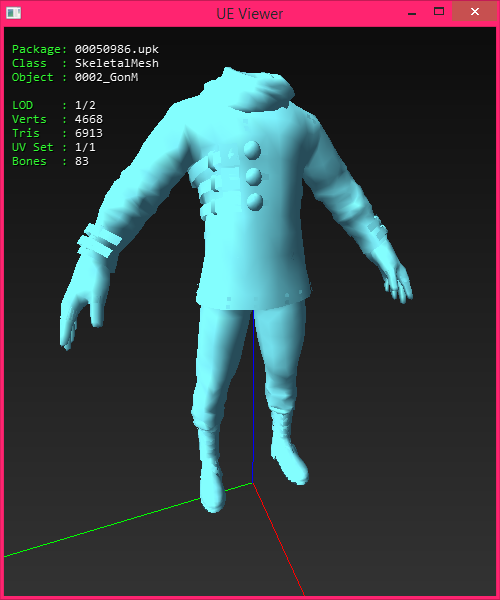 UE Viewer
Package: 00050986.upk
Class : SkeletalMesh
Object : 0002_GonM
LOD : 1/2
Verts : 4668
Tris : 6913
UV Set : 1/1
Bones : 83